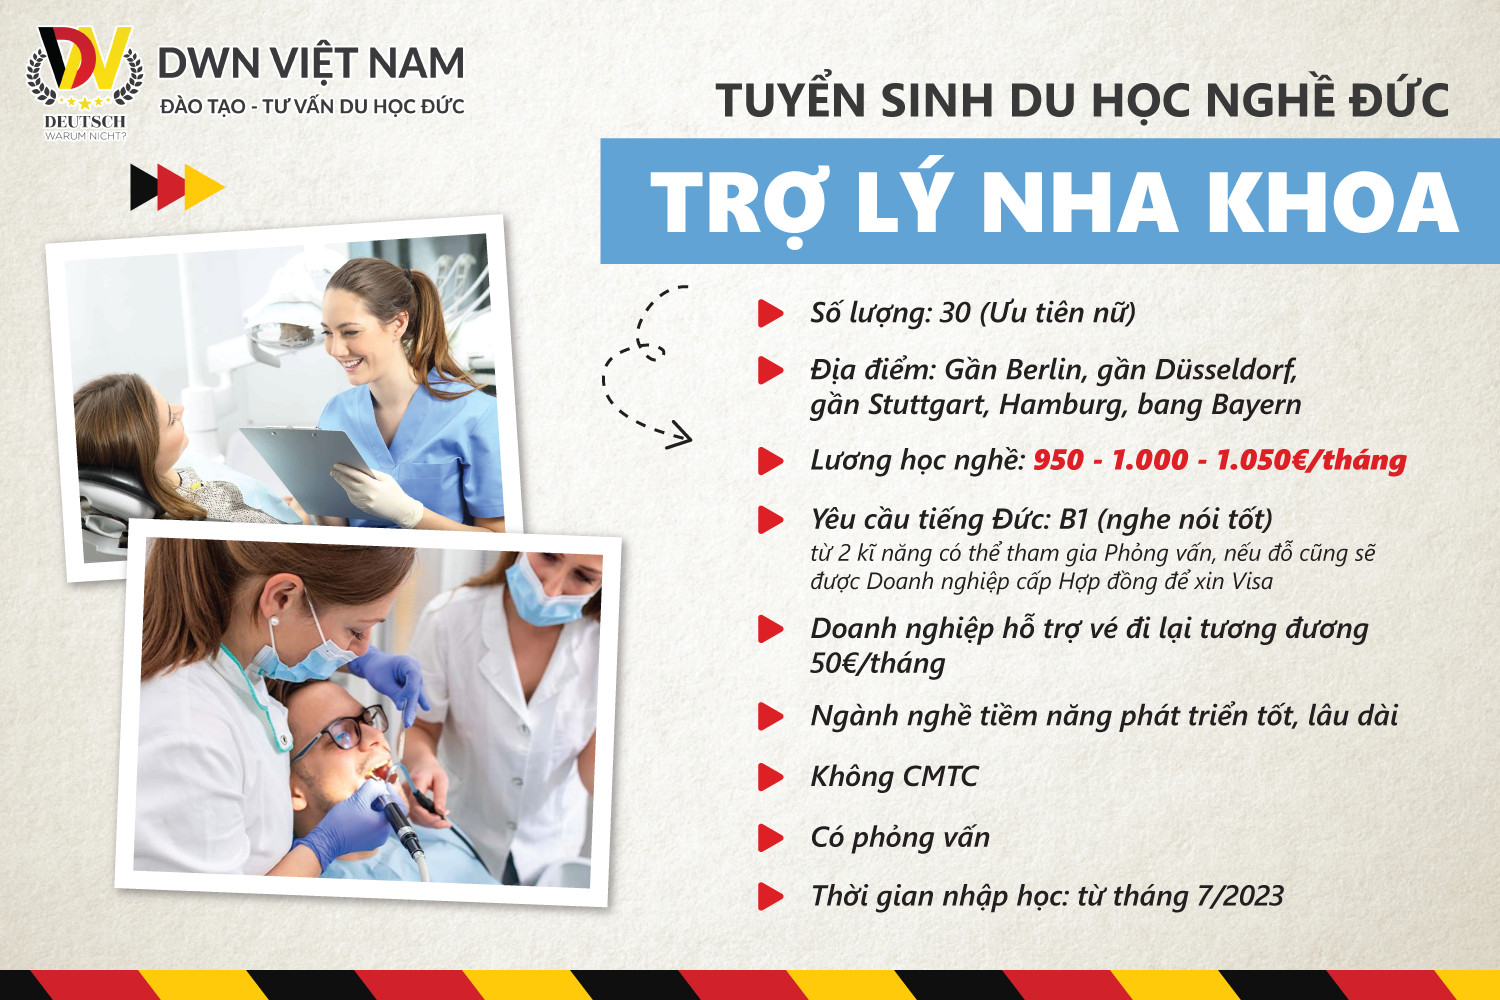 DWN VIỆT NAM
ĐÀO TẠO - TƯ VẤN DU HỌC ĐỨC
DEUTSCH
WARUM NICHT?
TUYỂN SINH DU HỌC NGHỀ ĐỨC
TRỢ LÝ NHA KHOA
Số lượng: 30 (Ưu tiên nữ)
Địa điểm: Gần Berlin, gần Düsseldorf,
gần Stuttgart, Hamburg, bang Bayern
Lương học nghề: 950 - 1.000 - 1.050€/tháng
Yêu cầu tiếng Đức: B1 (nghe nói tốt)
từ 2 kĩ năng có thể tham gia Phỏng vấn, nếu đỗ cũng sẽ
được Doanh nghiệp cấp Hợp đồng để xin Visa
Doanh nghiệp hỗ trợ vé đi lại tương đương
50€/tháng
Ngành nghề tiềm năng phát triển tốt, lâu dài
Không CMTC
Có phỏng vấn
Thời gian nhập học: từ tháng 7/2023